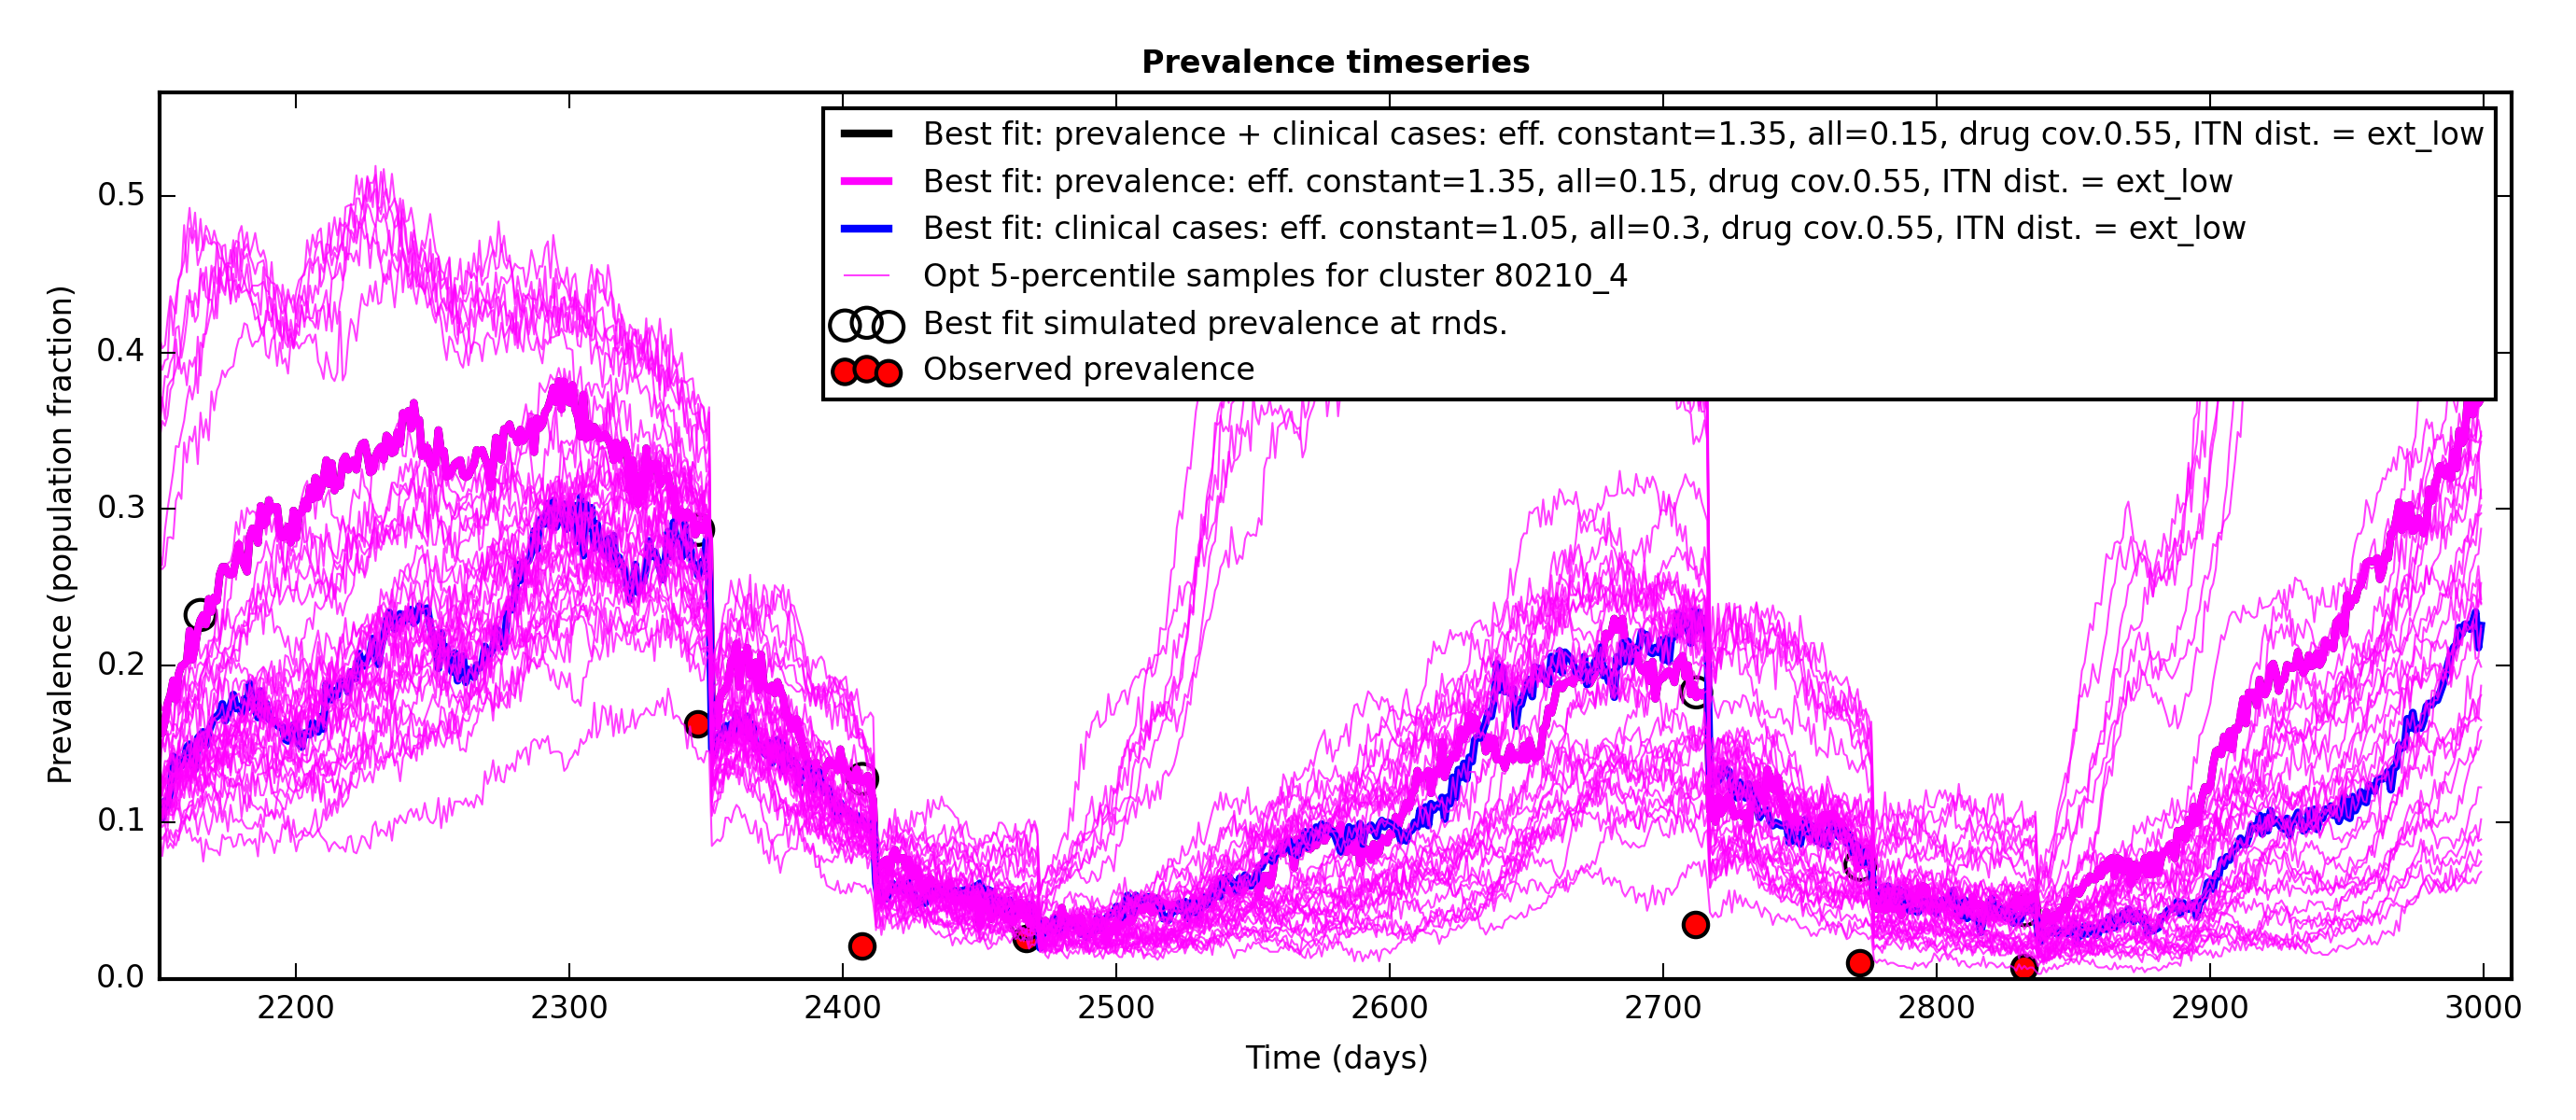 Prevalence timeseries
Best fit: prevalence + clinical cases: eff. constant=1.35, all=0.15, drug cov.0.55, ITN dist. = ext_low
Best fit: prevalence: eff. constant=1.35, all=0.15, drug cov.0.55, ITN dist. = ext_low
Best fit: clinical cases: eff. constant=1.05, all=0.3, drug cov.0.55, ITN dist. = ext_low
Opt 5-percentile samples for cluster 80210_4
Best fit simulated prevalence at rnds.
Observed prevalence
Prevalence (population fraction)
0.5
0.4
0.3
0.2
0.1
0.0
2200 2300 2400 2500 2600 2700 2800 2900 3000
Time (days)